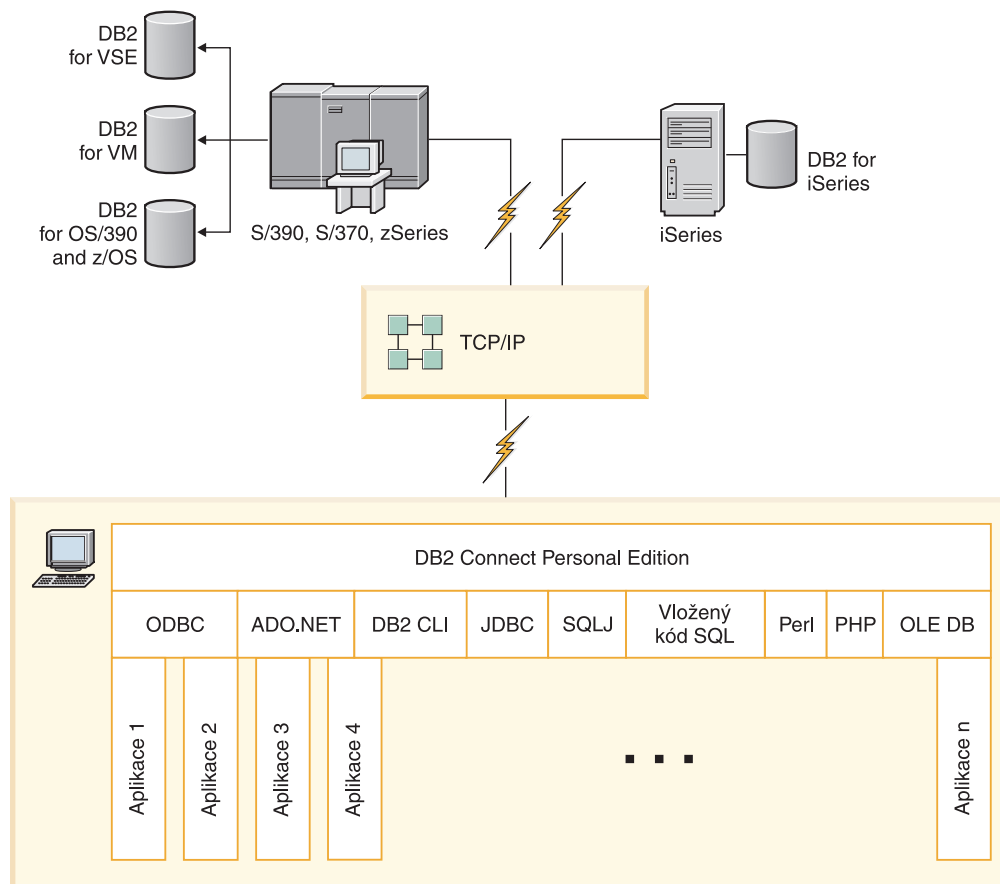 DB2
for VSE
DB2
for VM
DB2
for OS/390
and z/OS
S/390, S/370, zSeries
iSeries
DB2 for
iSeries
TCP/IP
DB2 Connect Personal Edition
ODBC
ADO.NET
DB2 CLI
JDBC
SQLJ
Vložený
kód SQL
Perl
PHP
OLE DB
Aplikace 1
Aplikace 2
Aplikace 3
Aplikace 4
Aplikace n